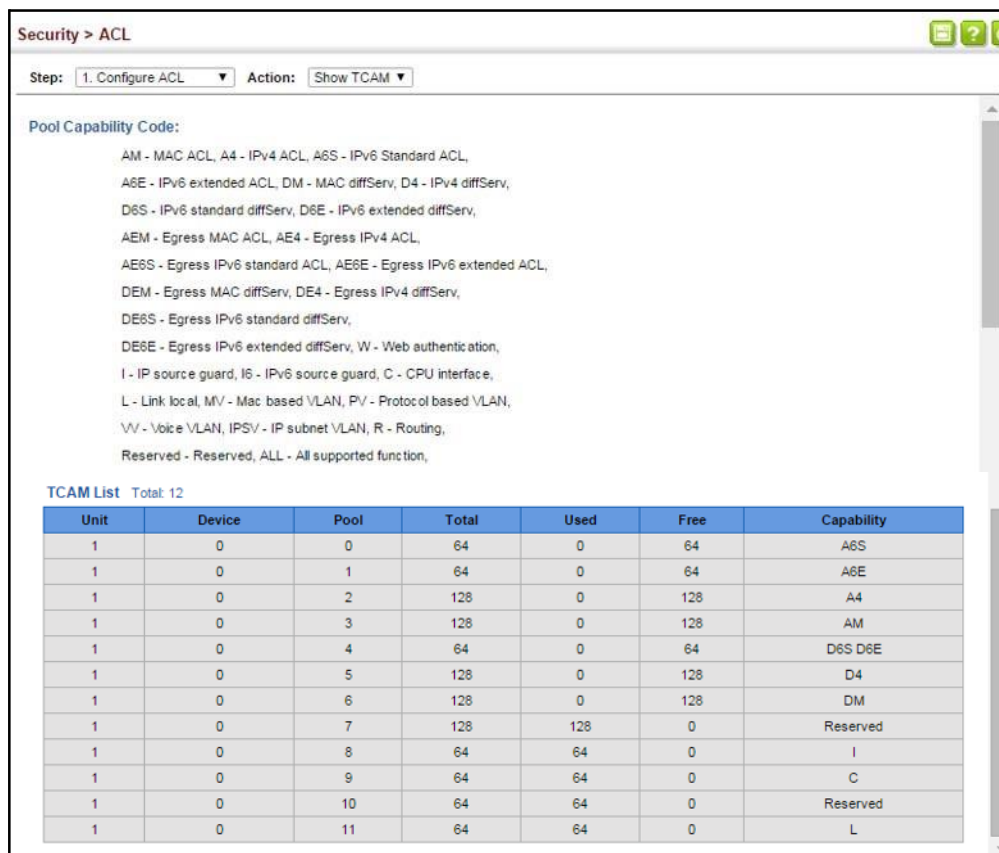 Security > ACL
Step: 1. Configure ACL Action: Show TCAM
Pool Capability Code:
AM - MAC ACL, A4 - IPv4 ACL, A6S - IPv6 Standard ACL,
A6E - IPv6 extended ACL, DM - MAC diffServ, D4 - IPv4 diffServ,
D6S - IPv6 standard diffServ, D6E - IPv6 extended diffServ,
AEM - Egress MAC ACL, AE4 - Egress IPv4 ACL,
AE6S - Egress IPv6 standard ACL, AE6E - Egress IPv6 extended ACL,
DEM - Egress MAC diffServ, DE4 - Egress IPv4 diffServ,
DE6S - Egress IPv6 standard diffServ,
DE6E - Egress IPv6 extended diffServ, W - Web authentication,
I - IP source guard, I6 - IPv6 source guard, C - CPU interface,
L - Link local, MV - Mac based VLAN, PV - Protocol based VLAN,
VV - Voice VLAN, IPSV - IP subnet VLAN, R - Routing,
Reserved - Reserved, ALL - All supported function,
TCAM List Total: 12
Unit Device Pool Total Used Free Capability
1 0 0 64 0 64 A6S
1 0 1 64 0 64 A6E
1 0 2 128 0 128 A4
1 0 3 128 0 128 AM
1 0 4 64 0 64 D6S D6E
1 0 5 128 0 128 D4
1 0 6 128 0 128 DM
1 0 7 128 128 0 Reserved
1 0 8 64 64 0 I
1 0 9 64 64 0 C
1 0 10 64 64 0 Reserved
1 0 11 64 64 0 L